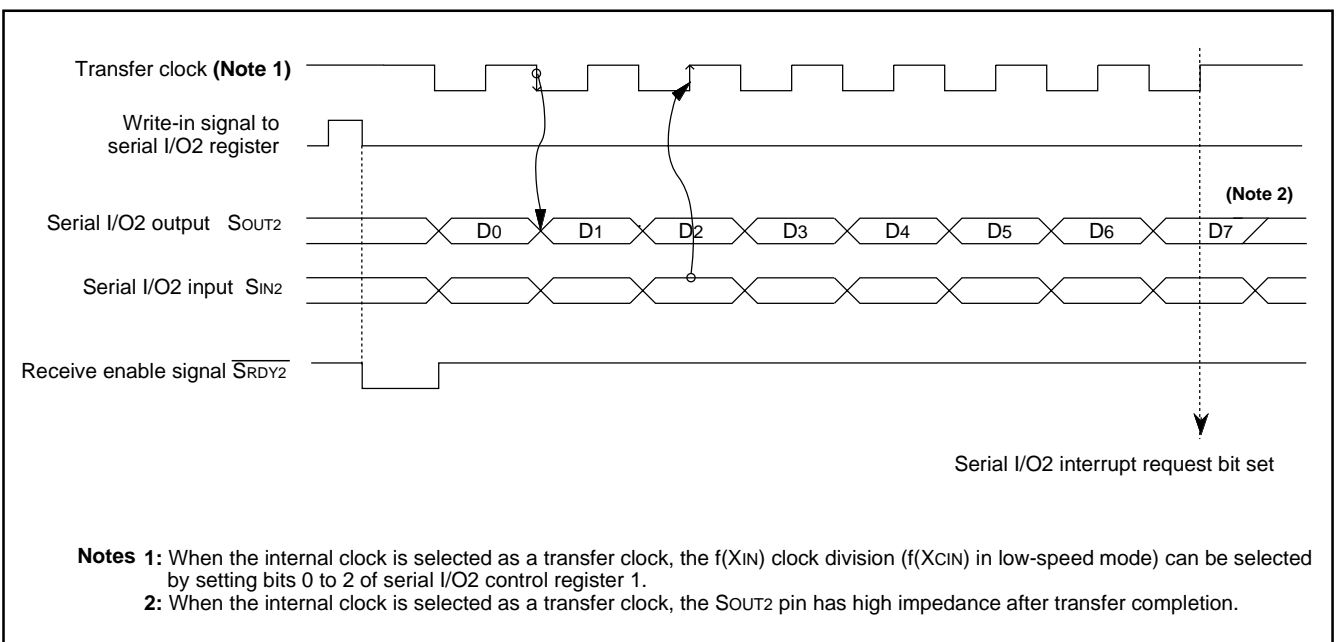 Transfer clock (Note 1)
Write-in signal to
serial I/O2 register
(Note 2)
Serial I/O2 output SOUT2
D0 D1 D2 D3 D4 D5 D6 D7
Serial I/O2 input SIN2
Receive enable signal SRDY2
Serial I/O2 interrupt request bit set
Notes 1: When the internal clock is selected as a transfer clock, the f(XIN) clock division (f(XCIN) in low-speed mode) can be selected
by setting bits 0 to 2 of serial I/O2 control register 1.
2: When the internal clock is selected as a transfer clock, the SOUT2 pin has high impedance after transfer completion.